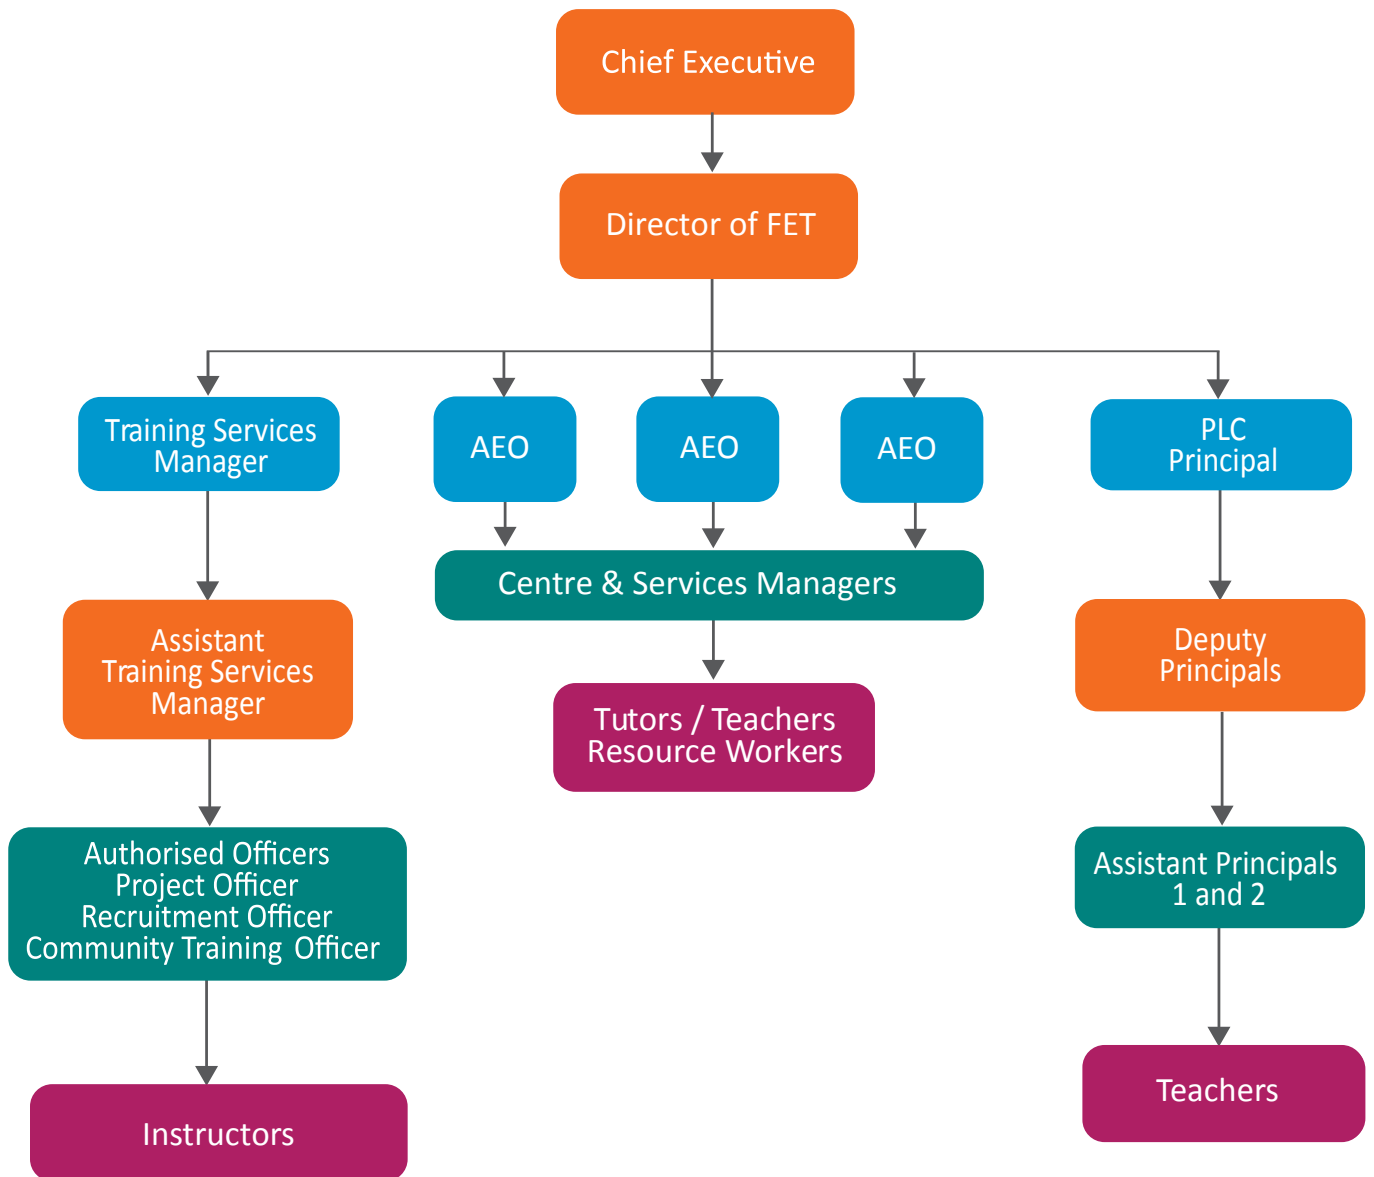 Chief Executive
Director of FET
Training Services
Manager
AEO
AEO
AEO
PLC
Principal
Centre & Services Managers
Assistant
Training Services
Manager
Deputy
Principals
Tutors / Teachers
Resource Workers
Authorised Officers
Project Officer
Recruitment Officer
Community Training Officer
Assistant Principals
1 and 2
Instructors
Teachers